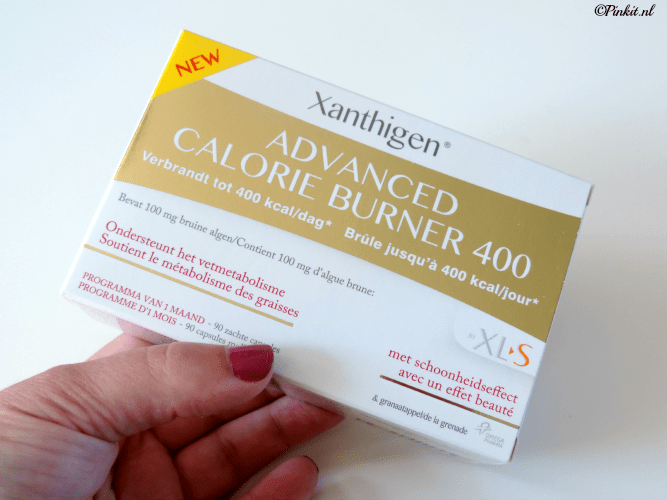 ©Pinkit.nl
NEW
Xanthigen®
ADVANCED
CALORIE BURNER 400
Verbrandt tot 400 kcal/dag* Brûle jusqu'à 400 kcal/jour*
Bevat 100 mg bruine algen/Contient 100 mg d'algue brune:
Ondersteunt het vetmetabolisme
Soutient le métabolisme des graisses
PROGRAMMA VAN 1 MAAND - 90 zachte capsules
PROGRAMME D'1 MOIS - 90 capsules
BY XL-S
met schoonheidseffect
avec un effet beauté
& granaatappel/de la grenade
OMEGA
PHARMA